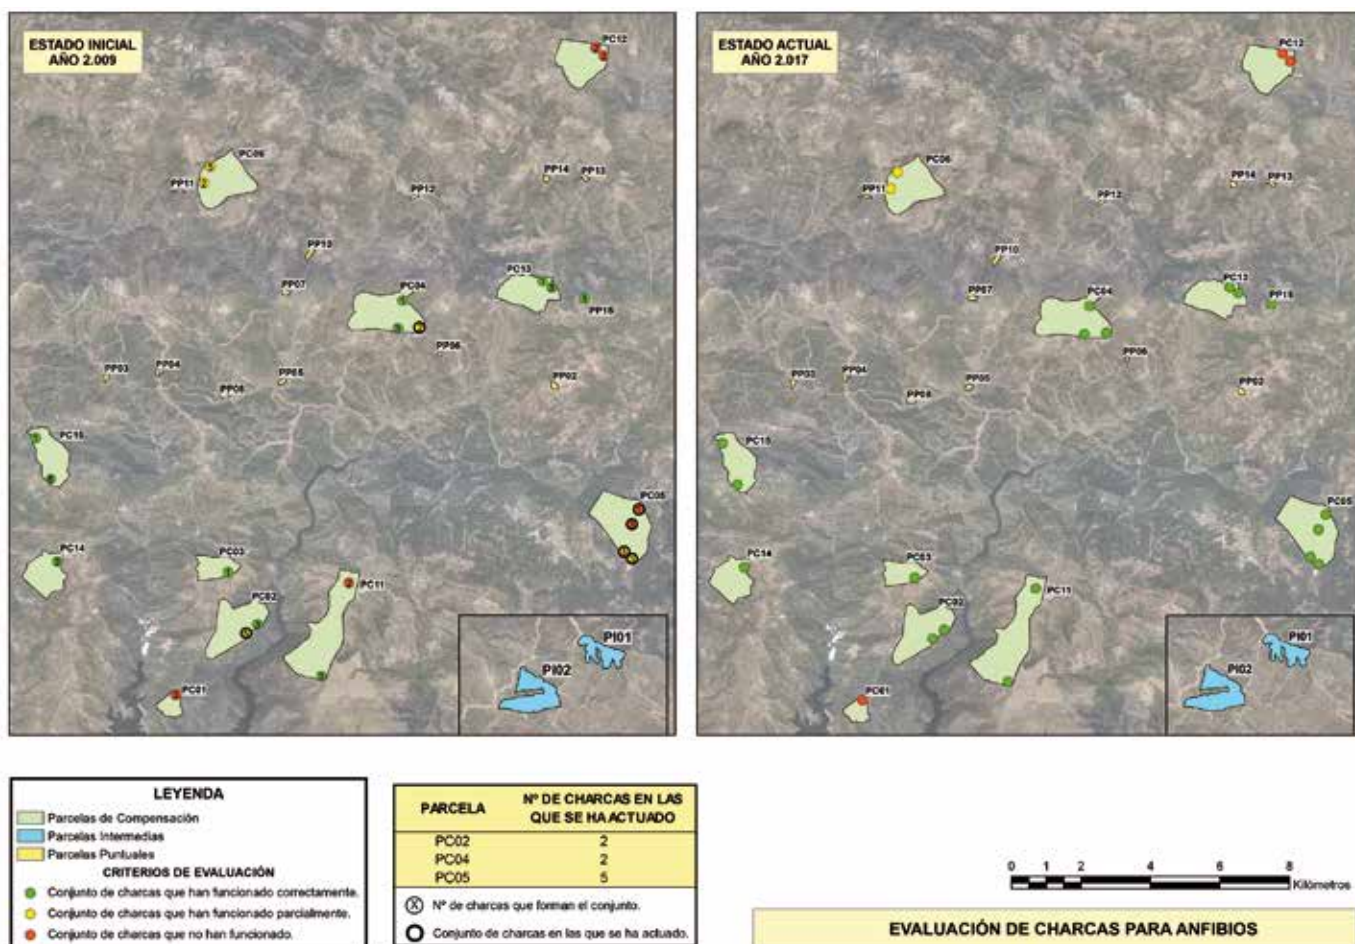 ESTADO INICIAL
AÑO 2.009
PC12
PC06
PP11
PP14
PP13
PP12
PP10
PP07
PC04
PC13
PP15
PP06
PP03
PP04
PP05
PP08
PP02
PC15
PC05
PC14
PC03
PC02
PC11
PC01
PI01
PI02
ESTADO ACTUAL
AÑO 2.017
PC12
PC06
PP11
PP14
PP13
PP12
PP10
PP07
PC04
PC13
PP15
PP06
PP03
PP04
PP05
PP08
PP02
PC15
PC05
PC14
PC03
PC02
PC11
PC01
PI01
PI02
LEYENDA
Parcelas de Compensación
Parcelas Intermedias
Parcelas Puntuales
CRITERIOS DE EVALUACIÓN
Conjunto de charcas que han funcionado correctamente.
Conjunto de charcas que han funcionado parcialmente.
Conjunto de charcas que no han funcionado.
PARCELA Nº DE CHARCAS EN LAS
QUE SE HA ACTUADO
PC02 2
PC04 2
PC05 5
X Nº de charcas que forman el conjunto.
Conjunto de charcas en las que se ha actuado.
0 1 2 4 6 8
Kilómetros
EVALUACIÓN DE CHARCAS PARA ANFIBIOS